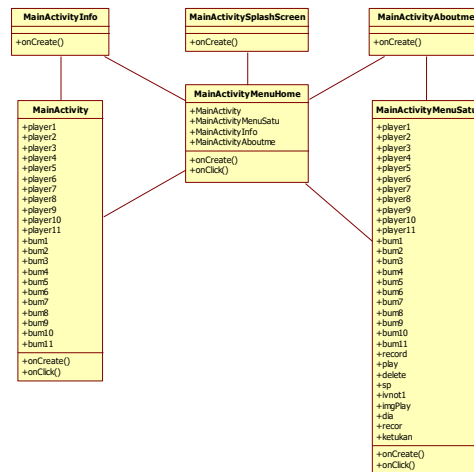 MainActivityInfo
+onCreate()
MainActivitySplashScreen
+onCreate()
MainActivityAboutme
+onCreate()
MainActivity
+player1
+player2
+player3
+player4
+player5
+player6
+player7
+player8
+player9
+player10
+player11
+bum1
+bum2
+bum3
+bum4
+bum5
+bum6
+bum7
+bum8
+bum9
+bum10
+bum11
+onCreate()
+onClick()
MainActivityMenuHome
+MainActivity
+MainActivityMenuSatu
+MainActivityInfo
+MainActivityAboutme
+onCreate()
+onClick()
MainActivityMenuSatu
+player1
+player2
+player3
+player4
+player5
+player6
+player7
+player8
+player9
+player10
+player11
+bum1
+bum2
+bum3
+bum4
+bum5
+bum6
+bum7
+bum8
+bum9
+bum10
+bum11
+record
+play
+delete
+sp
+ivnot1
+imgPlay
+dia
+recor
+ketukan
+onCreate()
+onClick()